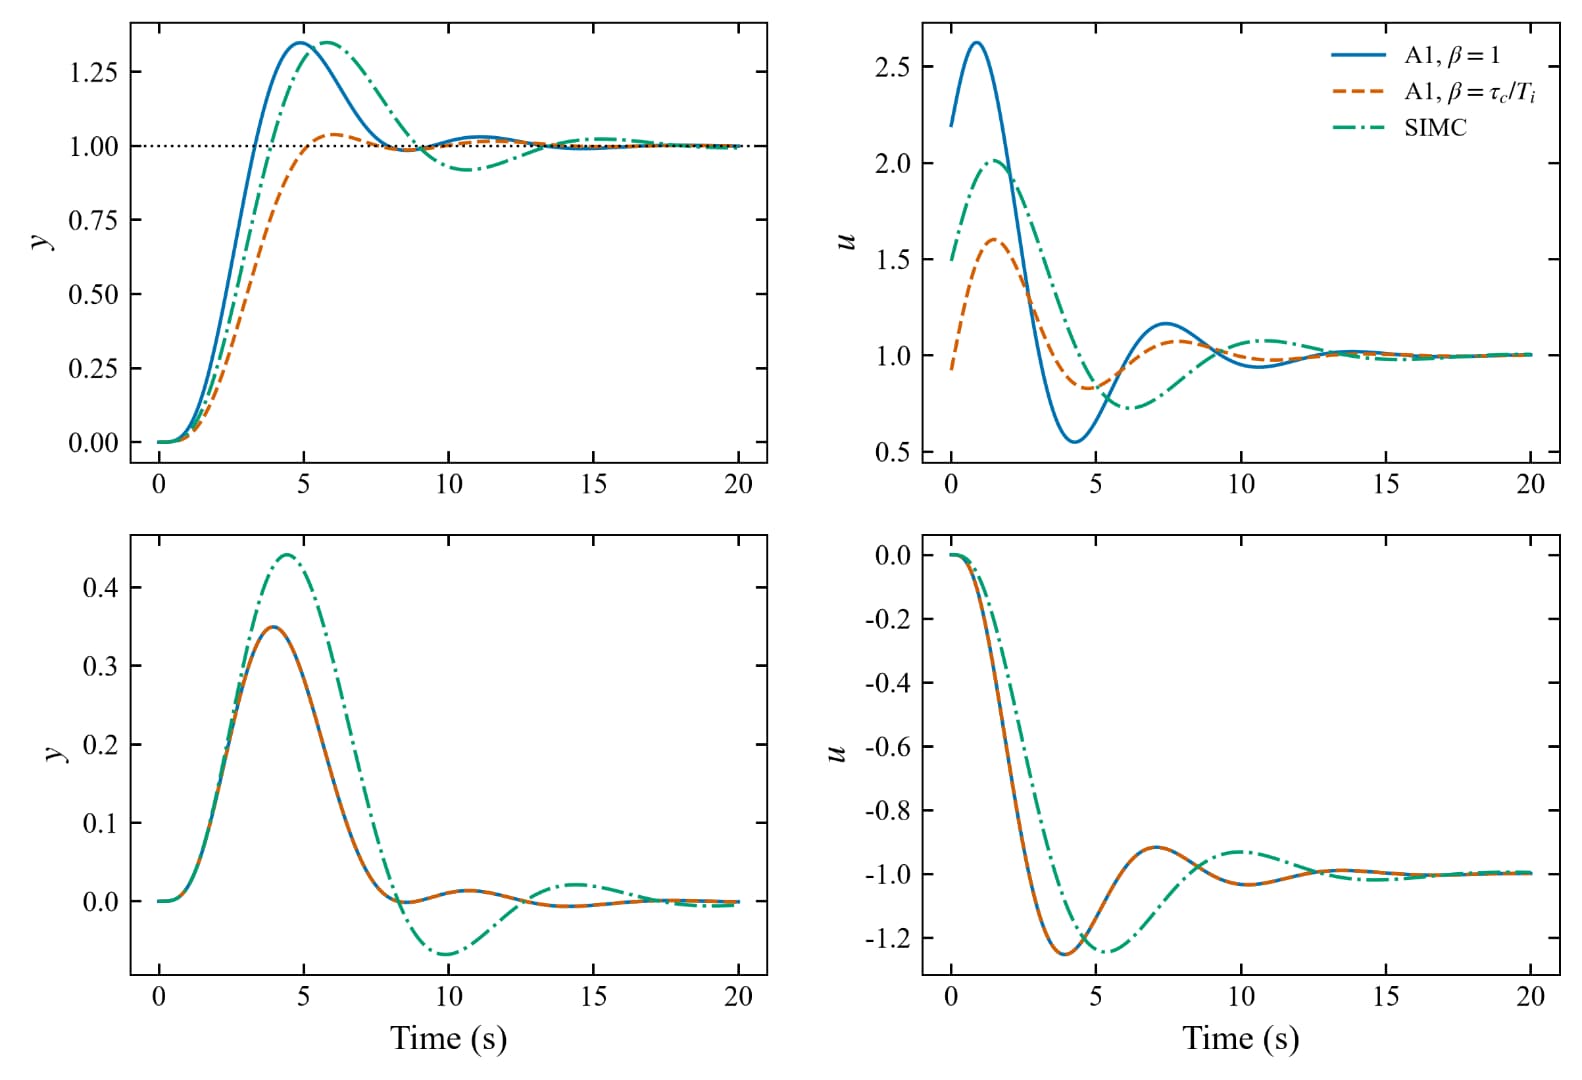 1.25
1.00
0.75
0.50
0.25
0.00
y
0 5 10 15 20
2.5
2.0
1.5
1.0
0.5
u
0 5 10 15 20
A1, β = 1
A1, β = τc/Ti
SIMC
0.4
0.3
0.2
0.1
0.0
y
0 5 10 15 20
Time (s)
0.0
-0.2
-0.4
-0.6
-0.8
-1.0
-1.2
u
0 5 10 15 20
Time (s)